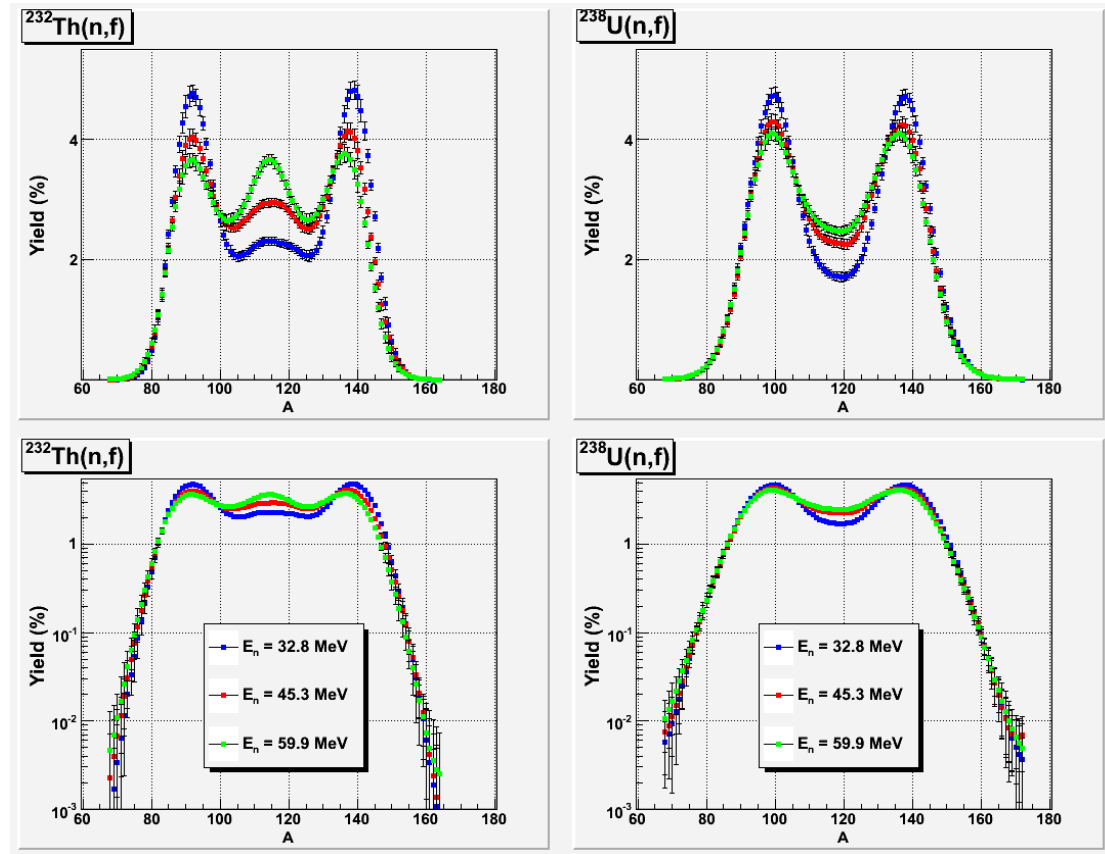 ²³²Th(n,f)
Yield (%)
4
2
60 80 100 120 140 160 180
A
²³⁸U(n,f)
Yield (%)
4
2
60 80 100 120 140 160 180
A
²³²Th(n,f)
Yield (%)
1
10⁻¹
10⁻²
10⁻³
Eₙ = 32.8 MeV
Eₙ = 45.3 MeV
Eₙ = 59.9 MeV
60 80 100 120 140 160 180
A
²³⁸U(n,f)
Yield (%)
1
10⁻¹
10⁻²
10⁻³
Eₙ = 32.8 MeV
Eₙ = 45.3 MeV
Eₙ = 59.9 MeV
60 80 100 120 140 160 180
A